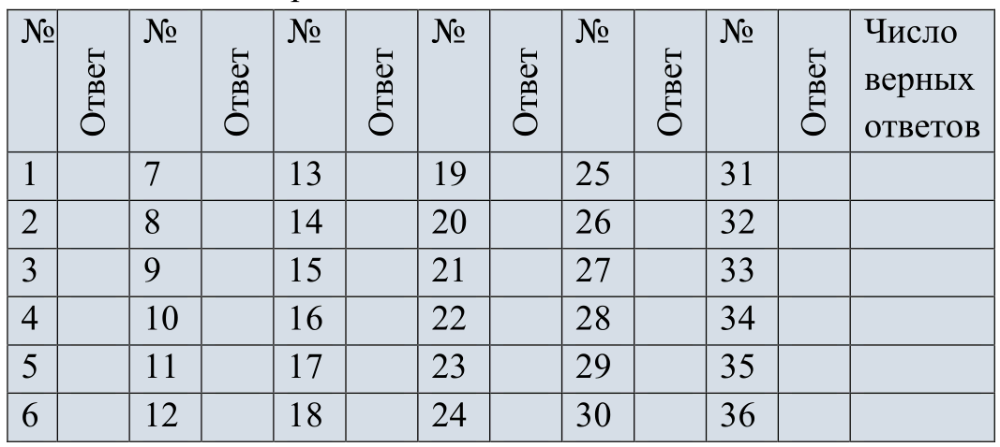 № Ответ № Ответ № Ответ № Ответ № Ответ № Ответ Число верных ответов
1 7 13 19 25 31
2 8 14 20 26 32
3 9 15 21 27 33
4 10 16 22 28 34
5 11 17 23 29 35
6 12 18 24 30 36